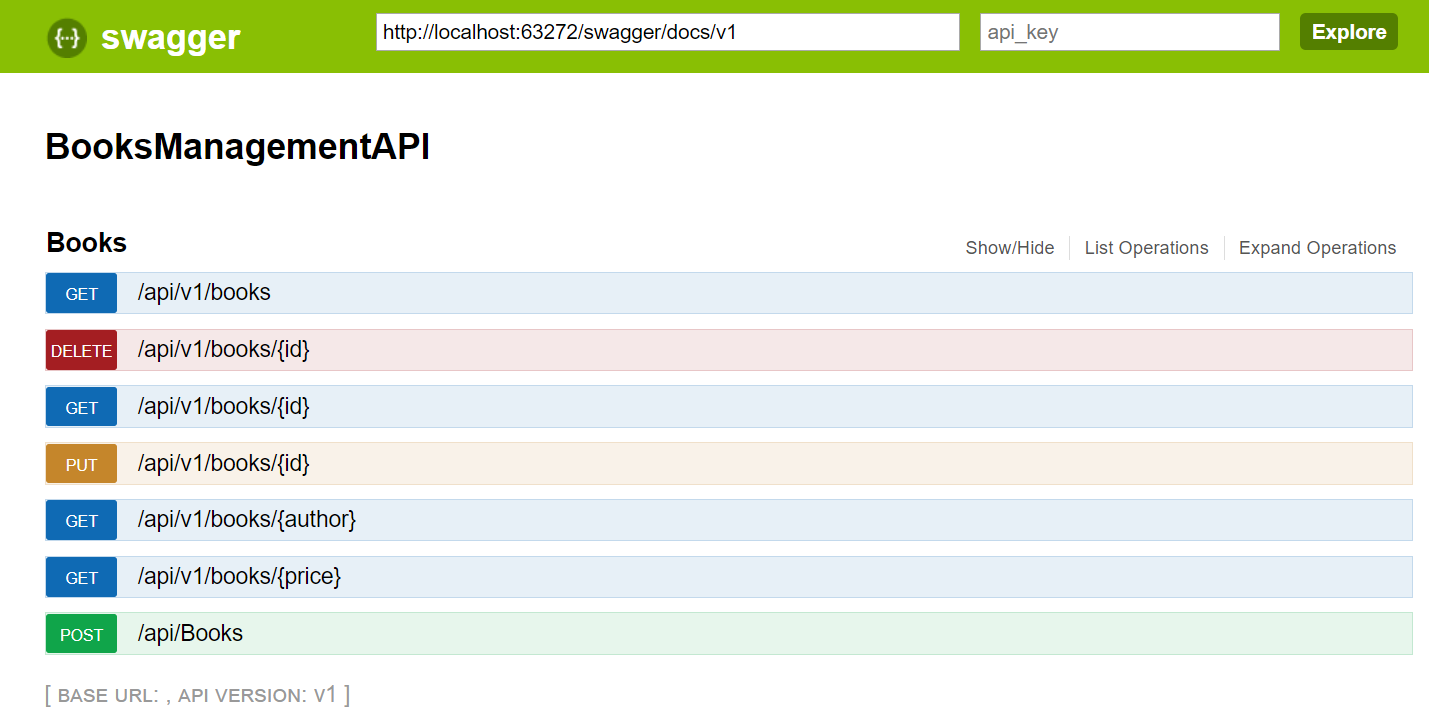 {···} swagger http://localhost:63272/swagger/docs/v1 api_key Explore
BooksManagementAPI
Books Show/Hide List Operations Expand Operations
GET /api/v1/books
DELETE /api/v1/books/{id}
GET /api/v1/books/{id}
PUT /api/v1/books/{id}
GET /api/v1/books/{author}
GET /api/v1/books/{price}
POST /api/Books
[ BASE URL: , API VERSION: V1 ]